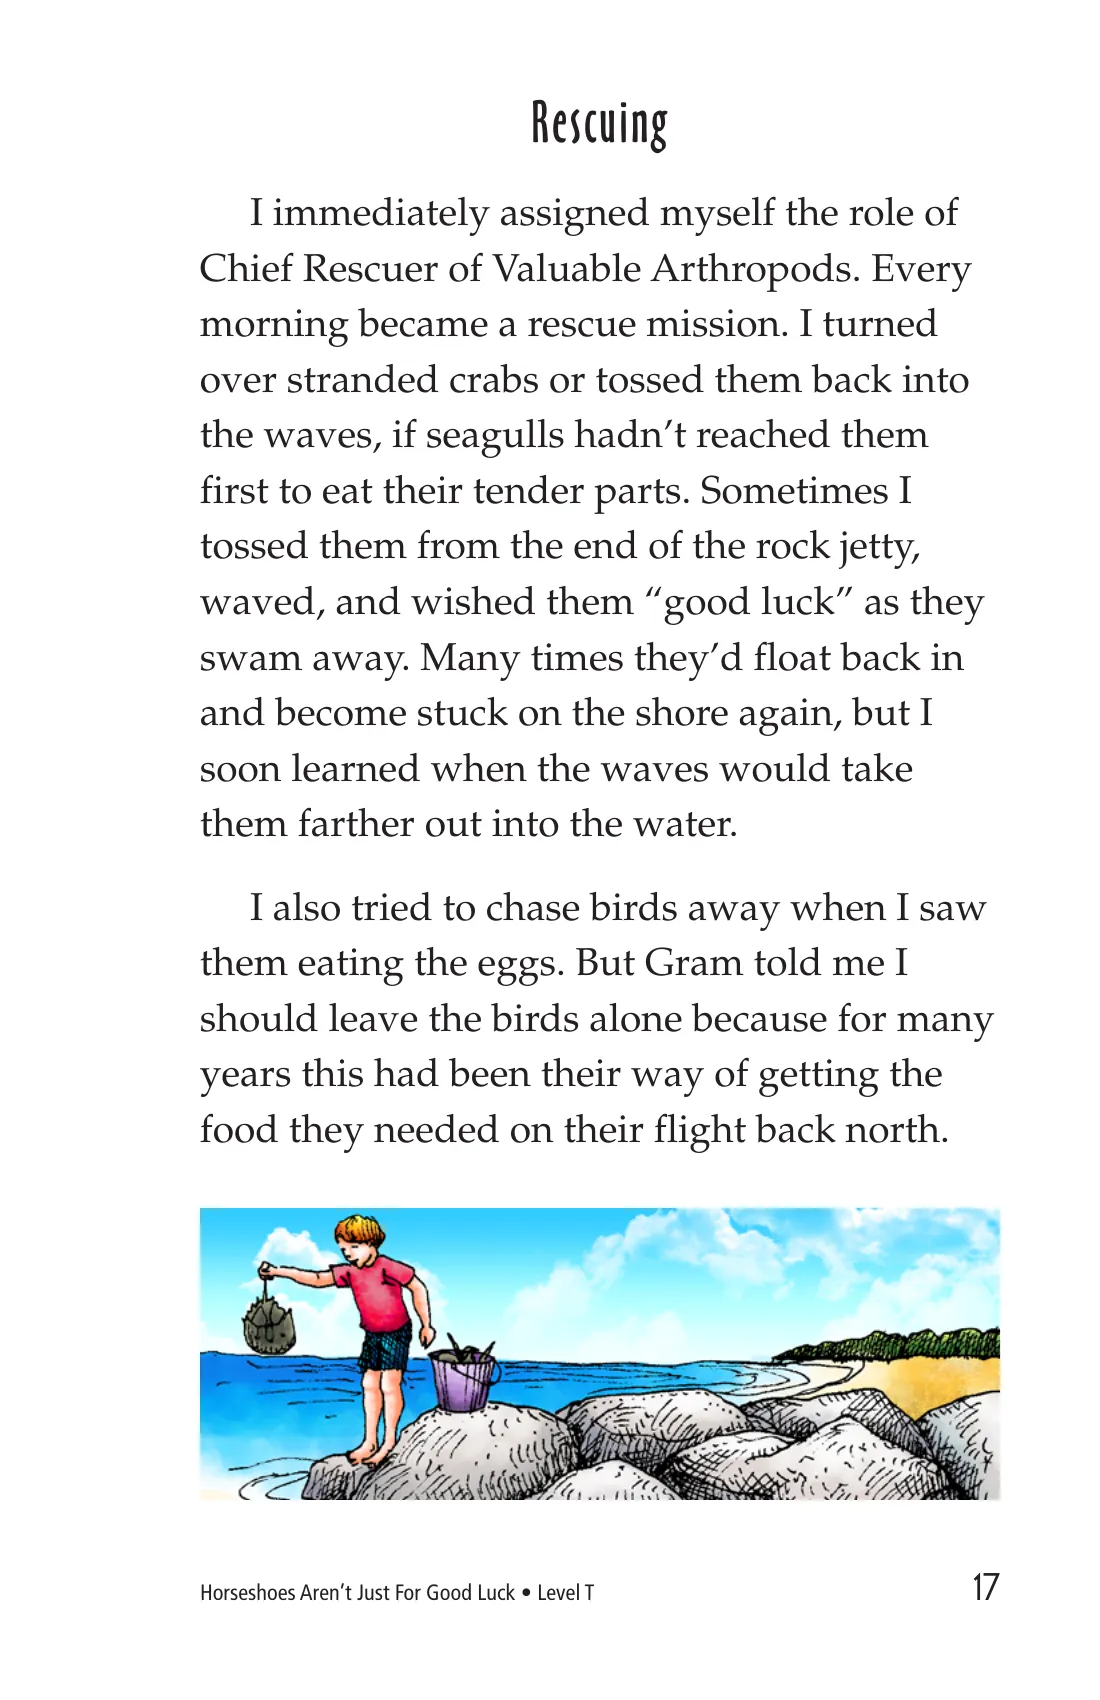 Rescuing
I immediately assigned myself the role of
Chief Rescuer of Valuable Arthropods. Every
morning became a rescue mission. I turned
over stranded crabs or tossed them back into
the waves, if seagulls hadn’t reached them
first to eat their tender parts. Sometimes I
tossed them from the end of the rock jetty,
waved, and wished them “good luck” as they
swam away. Many times they’d float back in
and become stuck on the shore again, but I
soon learned when the waves would take
them farther out into the water.
I also tried to chase birds away when I saw
them eating the eggs. But Gram told me I
should leave the birds alone because for many
years this had been their way of getting the
food they needed on their flight back north.
Horseshoes Aren’t Just For Good Luck • Level T
17